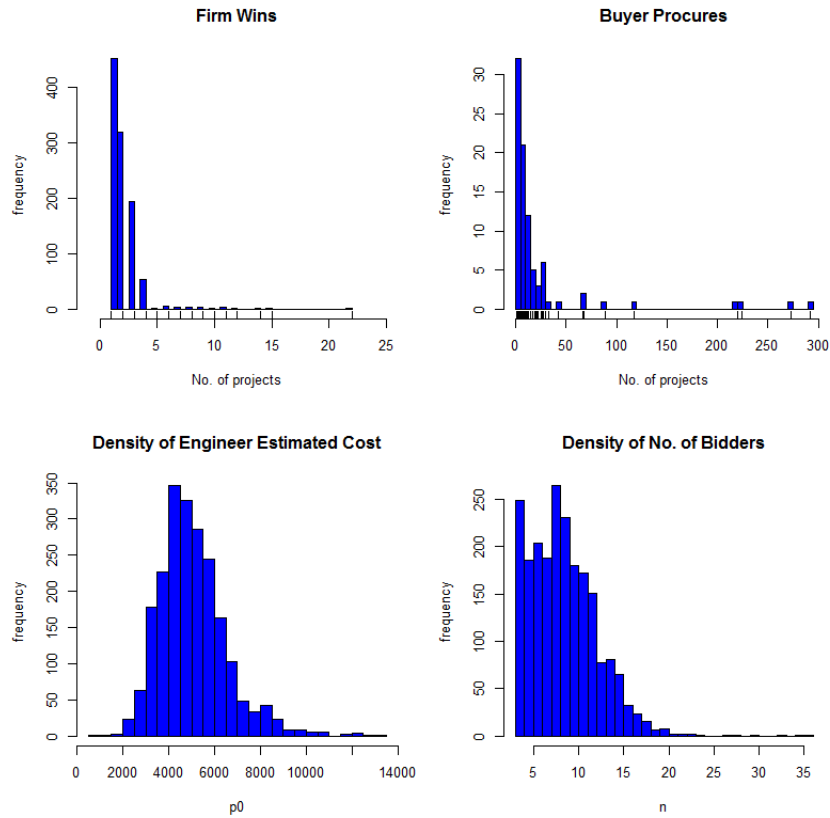 Firm Wins
frequency
0 100 200 300 400
0 5 10 15 20 25
No. of projects
Buyer Procures
frequency
0 5 10 15 20 25 30
0 50 100 150 200 250 300
No. of projects
Density of Engineer Estimated Cost
frequency
0 50 100 150 200 250 300 350
0 2000 4000 6000 10000 14000
p0
Density of No. of Bidders
frequency
0 50 100 150 200 250
5 10 15 20 25 30 35
n